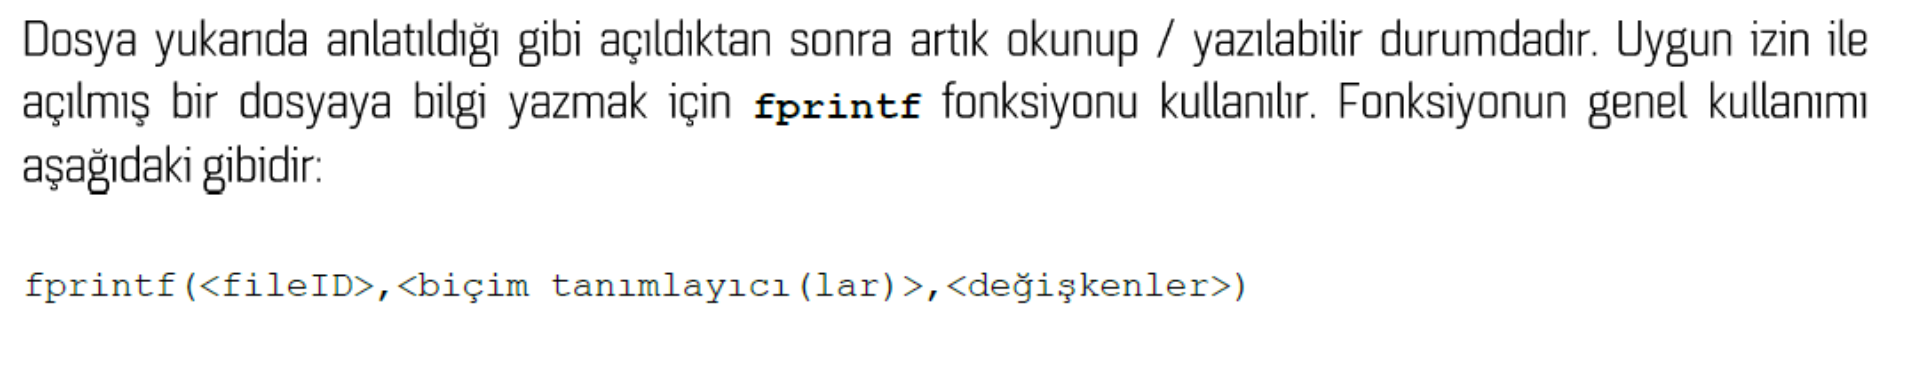 Dosya yukarıda anlatıldığı gibi açıldıktan sonra artık okunup / yazılabilir durumdadır. Uygun izin ile
açılmış bir dosyaya bilgi yazmak için fprintf fonksiyonu kullanılır. Fonksiyonun genel kullanımı
aşağıdaki gibidir:
fprintf(<fileID>,<biçim tanımlayıcı(lar)>,<değişkenler>)